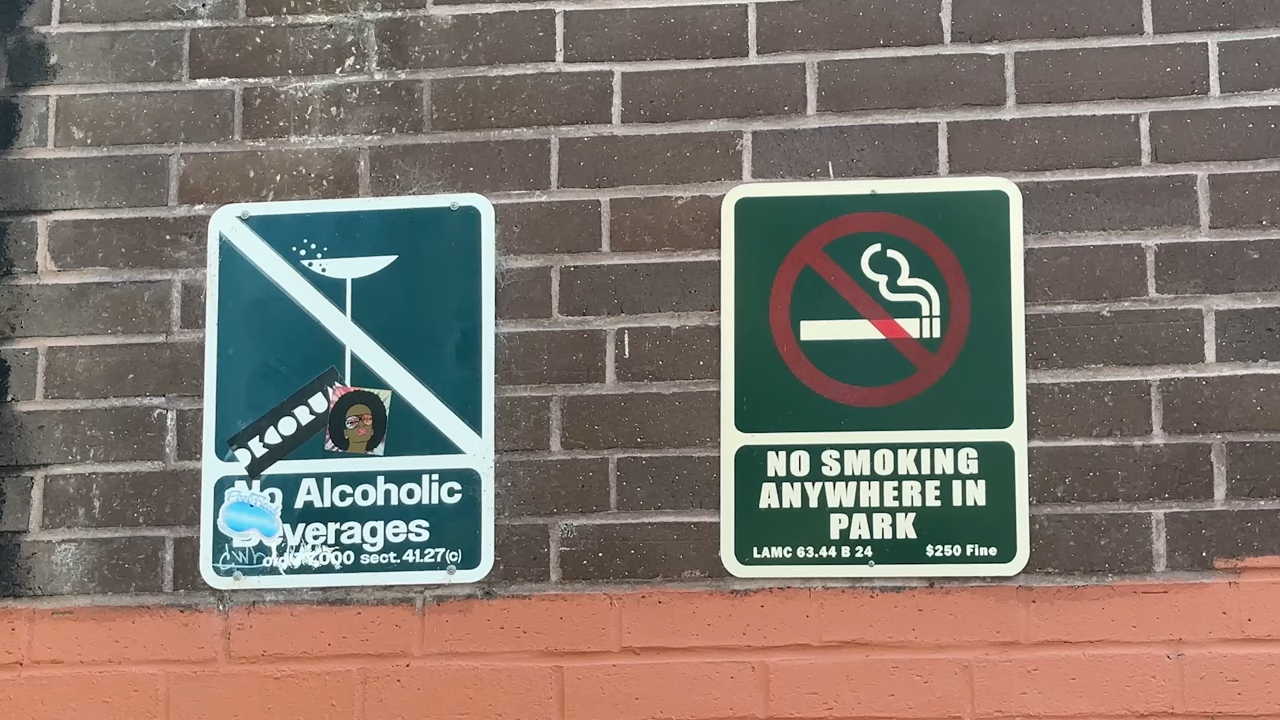 No Alcoholic
Beverages
sect. 41.27(c)
NO SMOKING
ANYWHERE IN
PARK
LAMC 63.44 B 24 $250 Fine